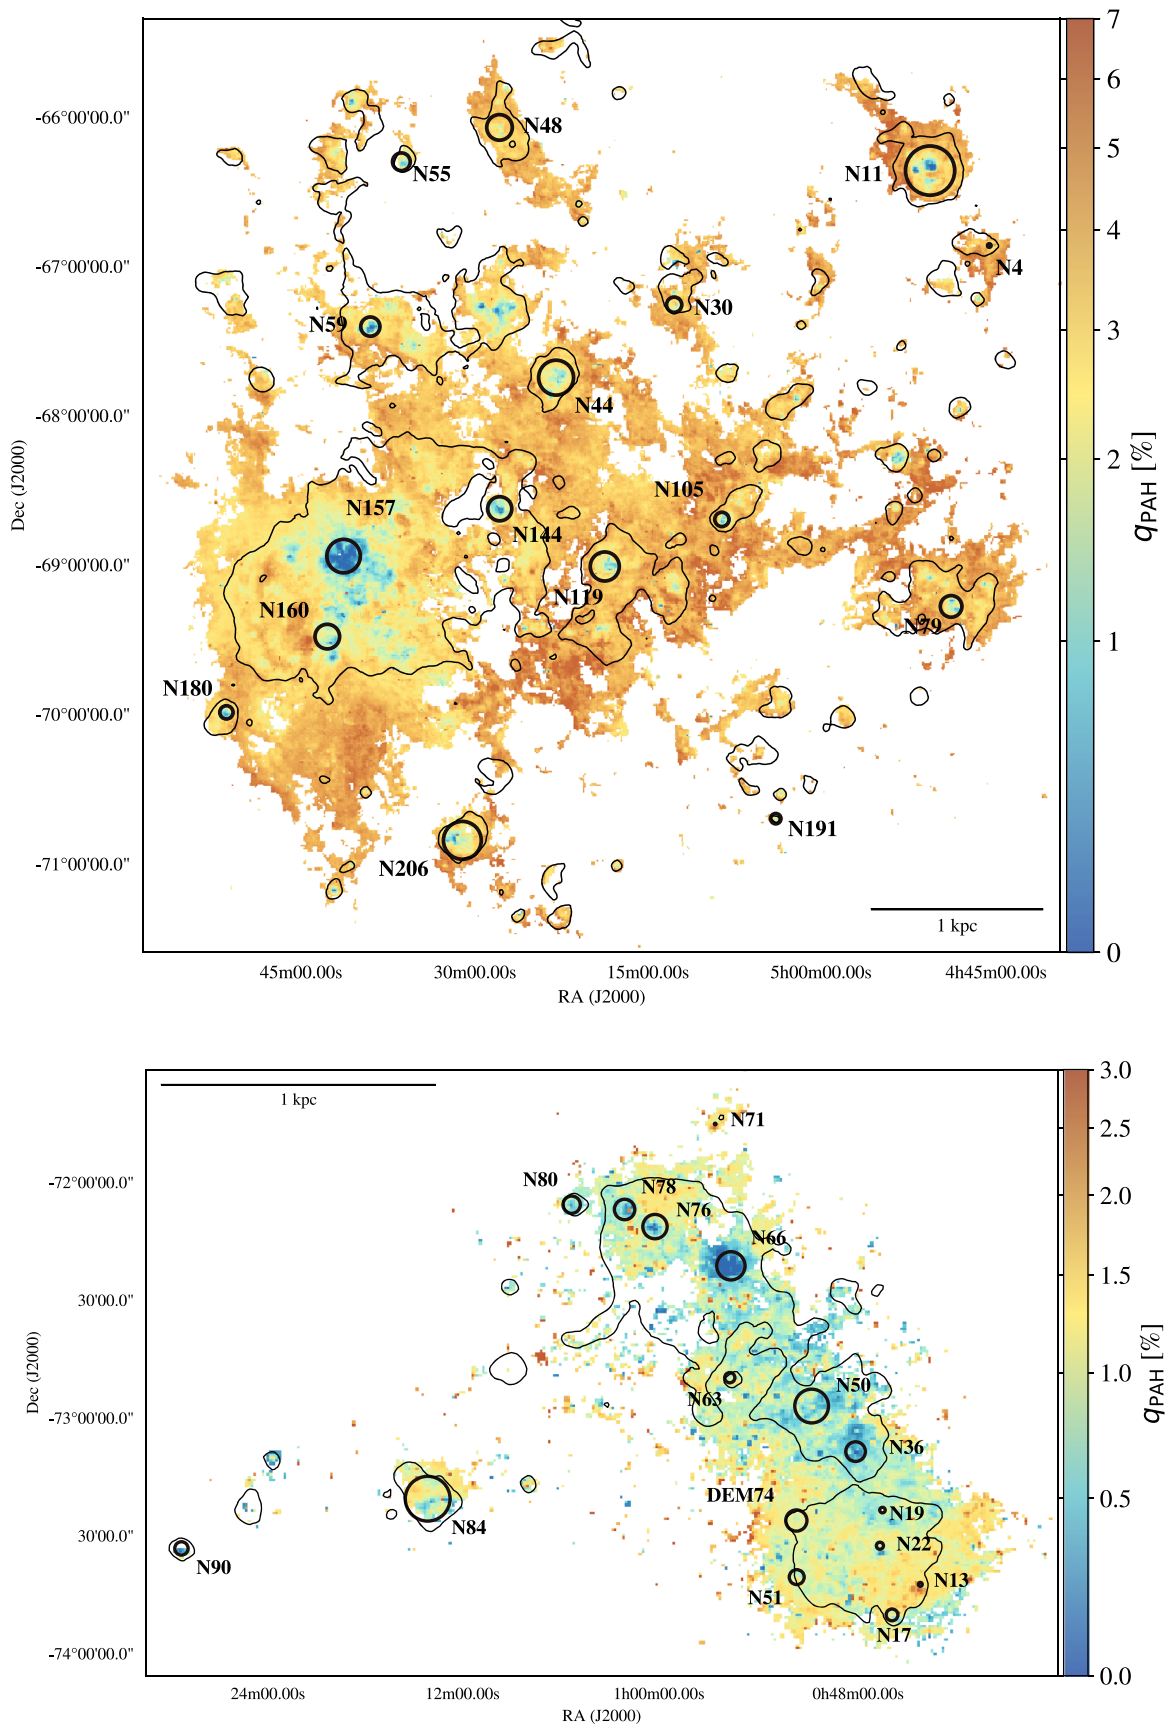 7
-66°00'00.0"
6
N48
N55
N11
5
4
-67°00'00.0"
N4
N30
N59
3
-68°00'00.0"
N44
2
N105
N157
N144
Dec (J2000)
qPAH [%]
-69°00'00.0"
N160
N119
N79
1
N180
-70°00'00.0"
N191
-71°00'00.0"
N206
1 kpc
0
45m00.00s 30m00.00s 15m00.00s 5h00m00.00s 4h45m00.00s
RA (J2000)
3.0
1 kpc
N71
2.5
-72°00'00.0"
N80
N78
2.0
N76
N66
1.5
30'00.0"
Dec (J2000)
qPAH [%]
1.0
N63
N50
-73°00'00.0"
N36
DEM74
0.5
N84
N19
30'00.0"
N22
N90
N13
N51
N17
-74°00'00.0"
0.0
24m00.00s 12m00.00s 1h00m00.00s 0h48m00.00s
RA (J2000)